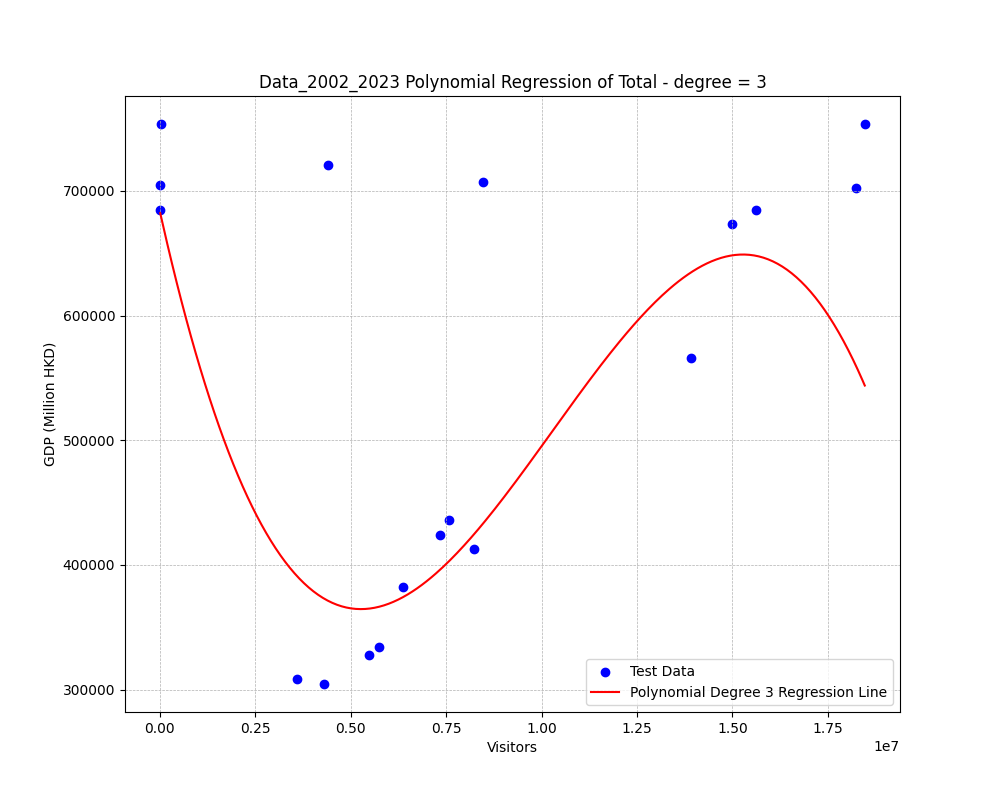 Data_2002_2023 Polynomial Regression of Total - degree = 3
GDP (Million HKD)
700000
600000
500000
400000
300000
Test Data
Polynomial Degree 3 Regression Line
0.00 0.25 0.50 0.75 1.00 1.25 1.50 1.75
Visitors
1e7